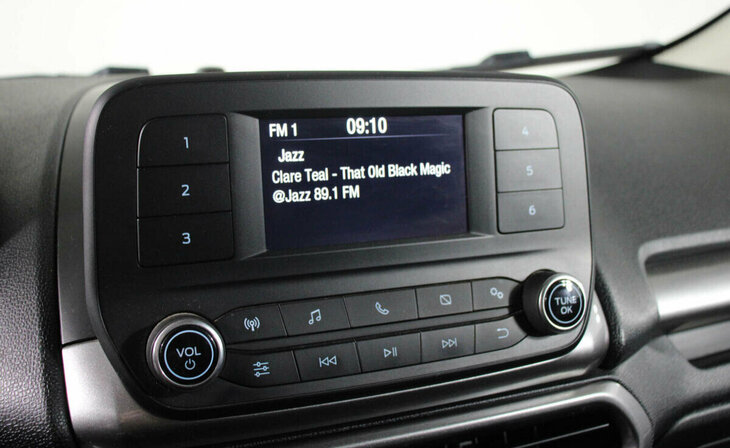 FM 1 09:10
Jazz
Clare Teal - That Old Black Magic
@Jazz 89.1 FM
1
2
3
4
5
6
VOL
TUNE
OK